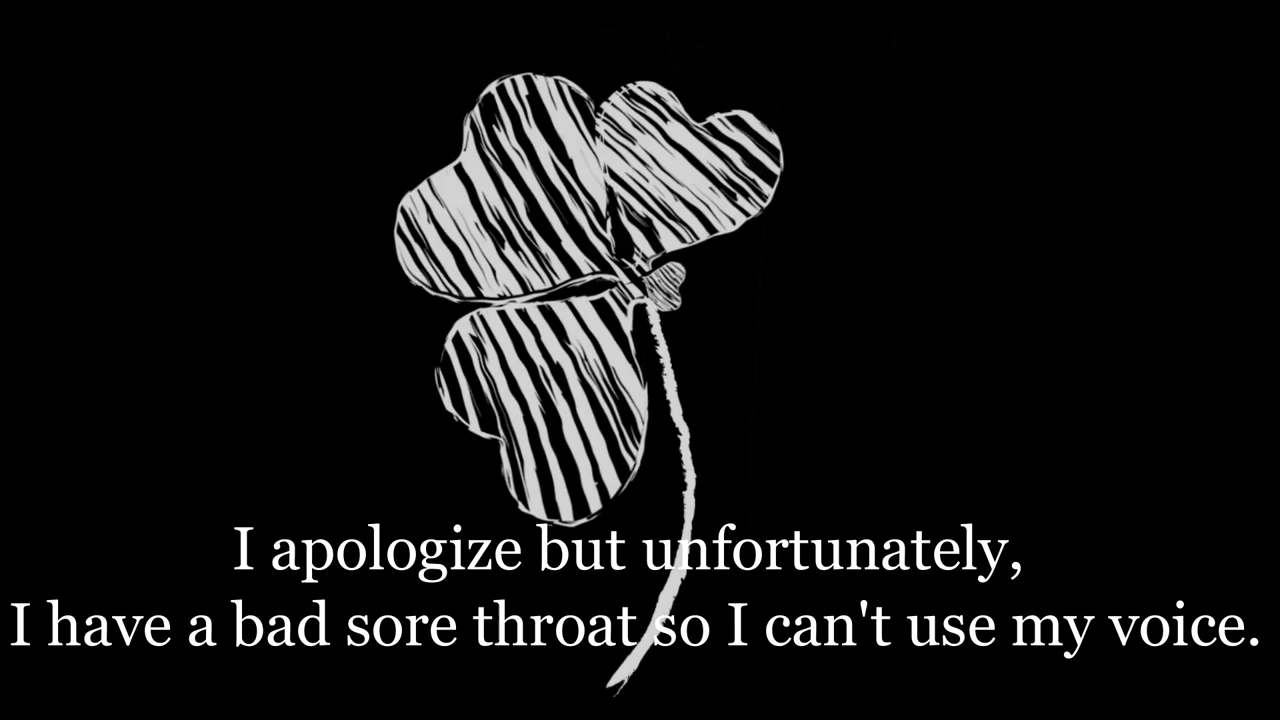 I apologize but unfortunately,
I have a bad sore throat so I can't use my voice.